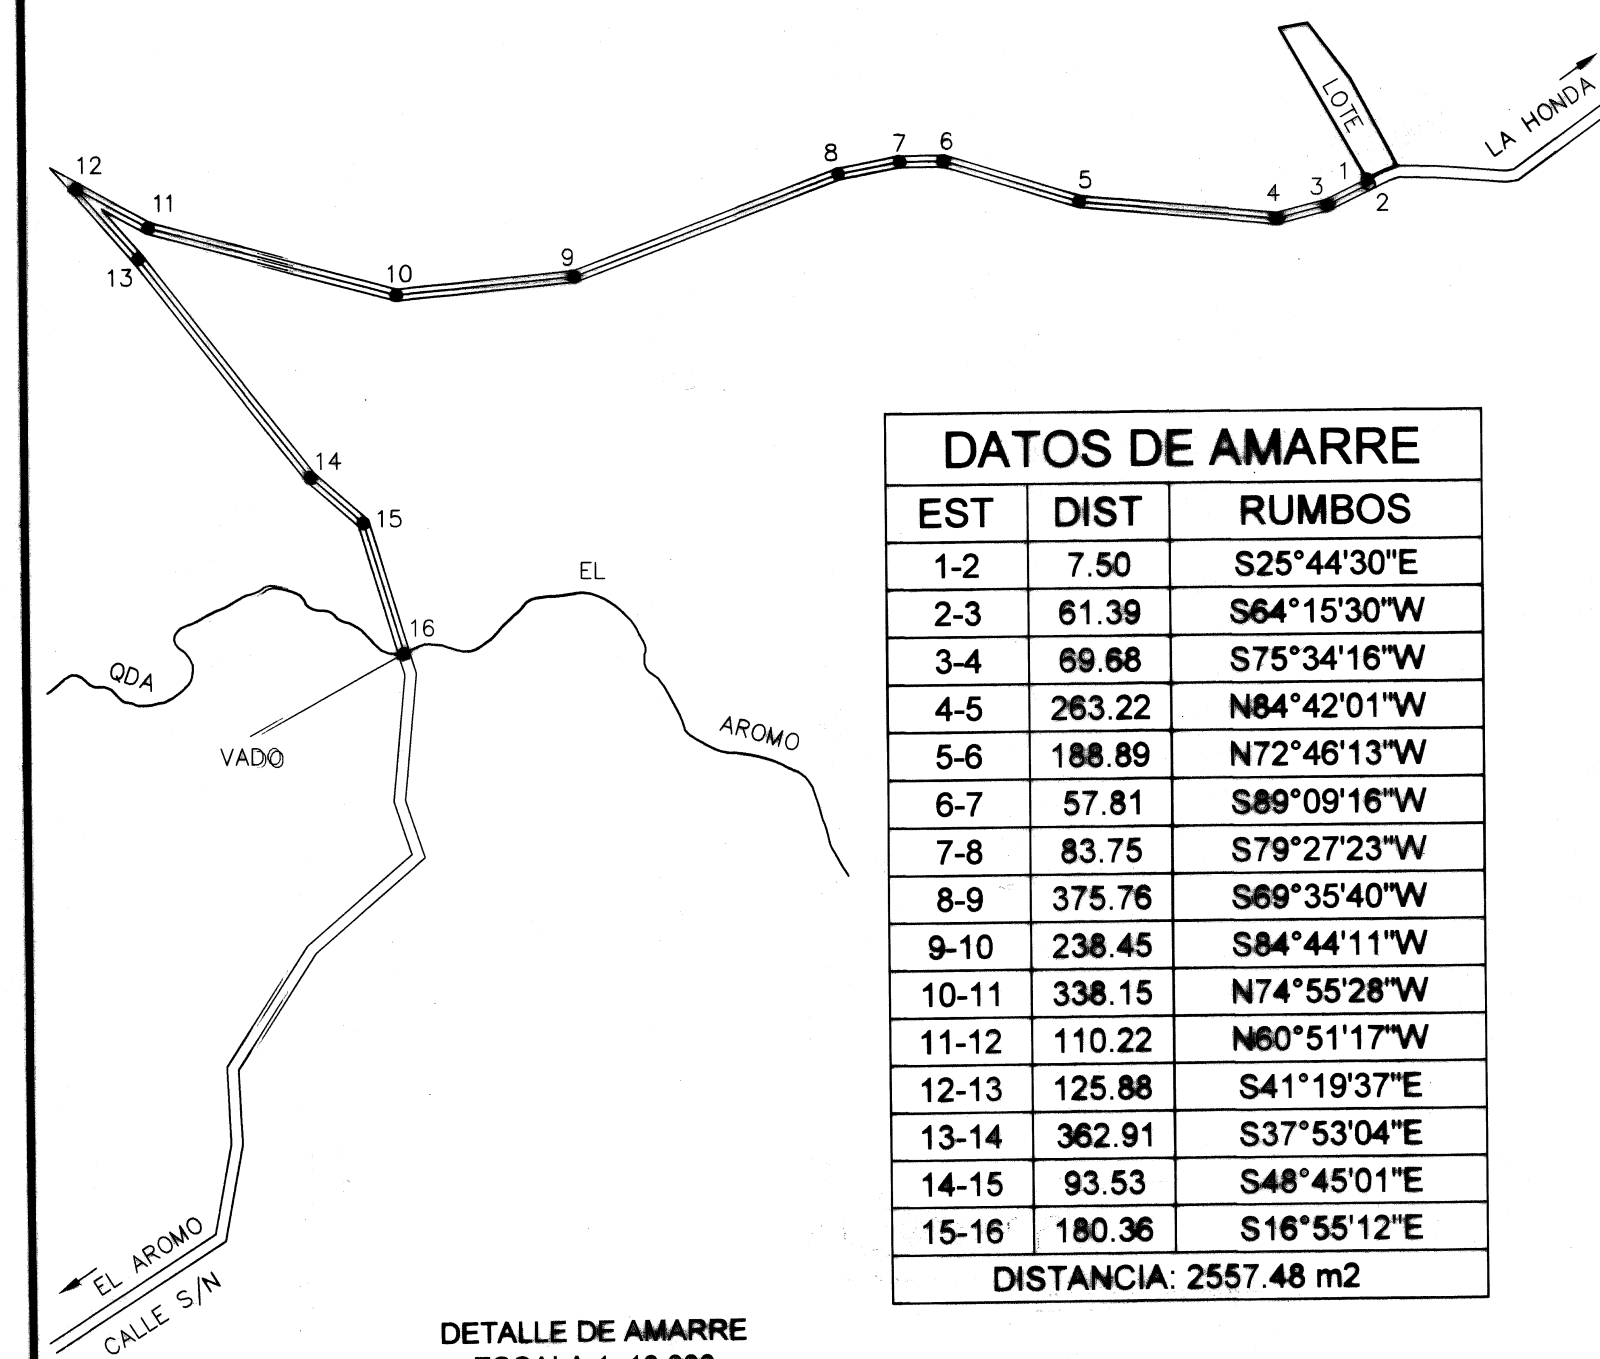 LOTE
LA HONDA
12
11
13
10
9
8
7
6
5
4
3
1
2
14
15
16
EL
QDA
AROMO
VADO
DATOS DE AMARRE
EST DIST RUMBOS
1-2 7.50 S25°44'30"E
2-3 61.39 S64°15'30"W
3-4 69.68 S75°34'16"W
4-5 263.22 N84°42'01"W
5-6 188.89 N72°46'13"W
6-7 57.81 S89°09'16"W
7-8 83.75 S79°27'23"W
8-9 375.76 S69°35'40"W
9-10 238.45 S84°44'11"W
10-11 338.15 N74°55'28"W
11-12 110.22 N60°51'17"W
12-13 125.88 S41°19'37"E
13-14 362.91 S37°53'04"E
14-15 93.53 S48°45'01"E
15-16 180.36 S16°55'12"E
DISTANCIA: 2557.48 m2
EL AROMO
CALLE S/N
DETALLE DE AMARRE